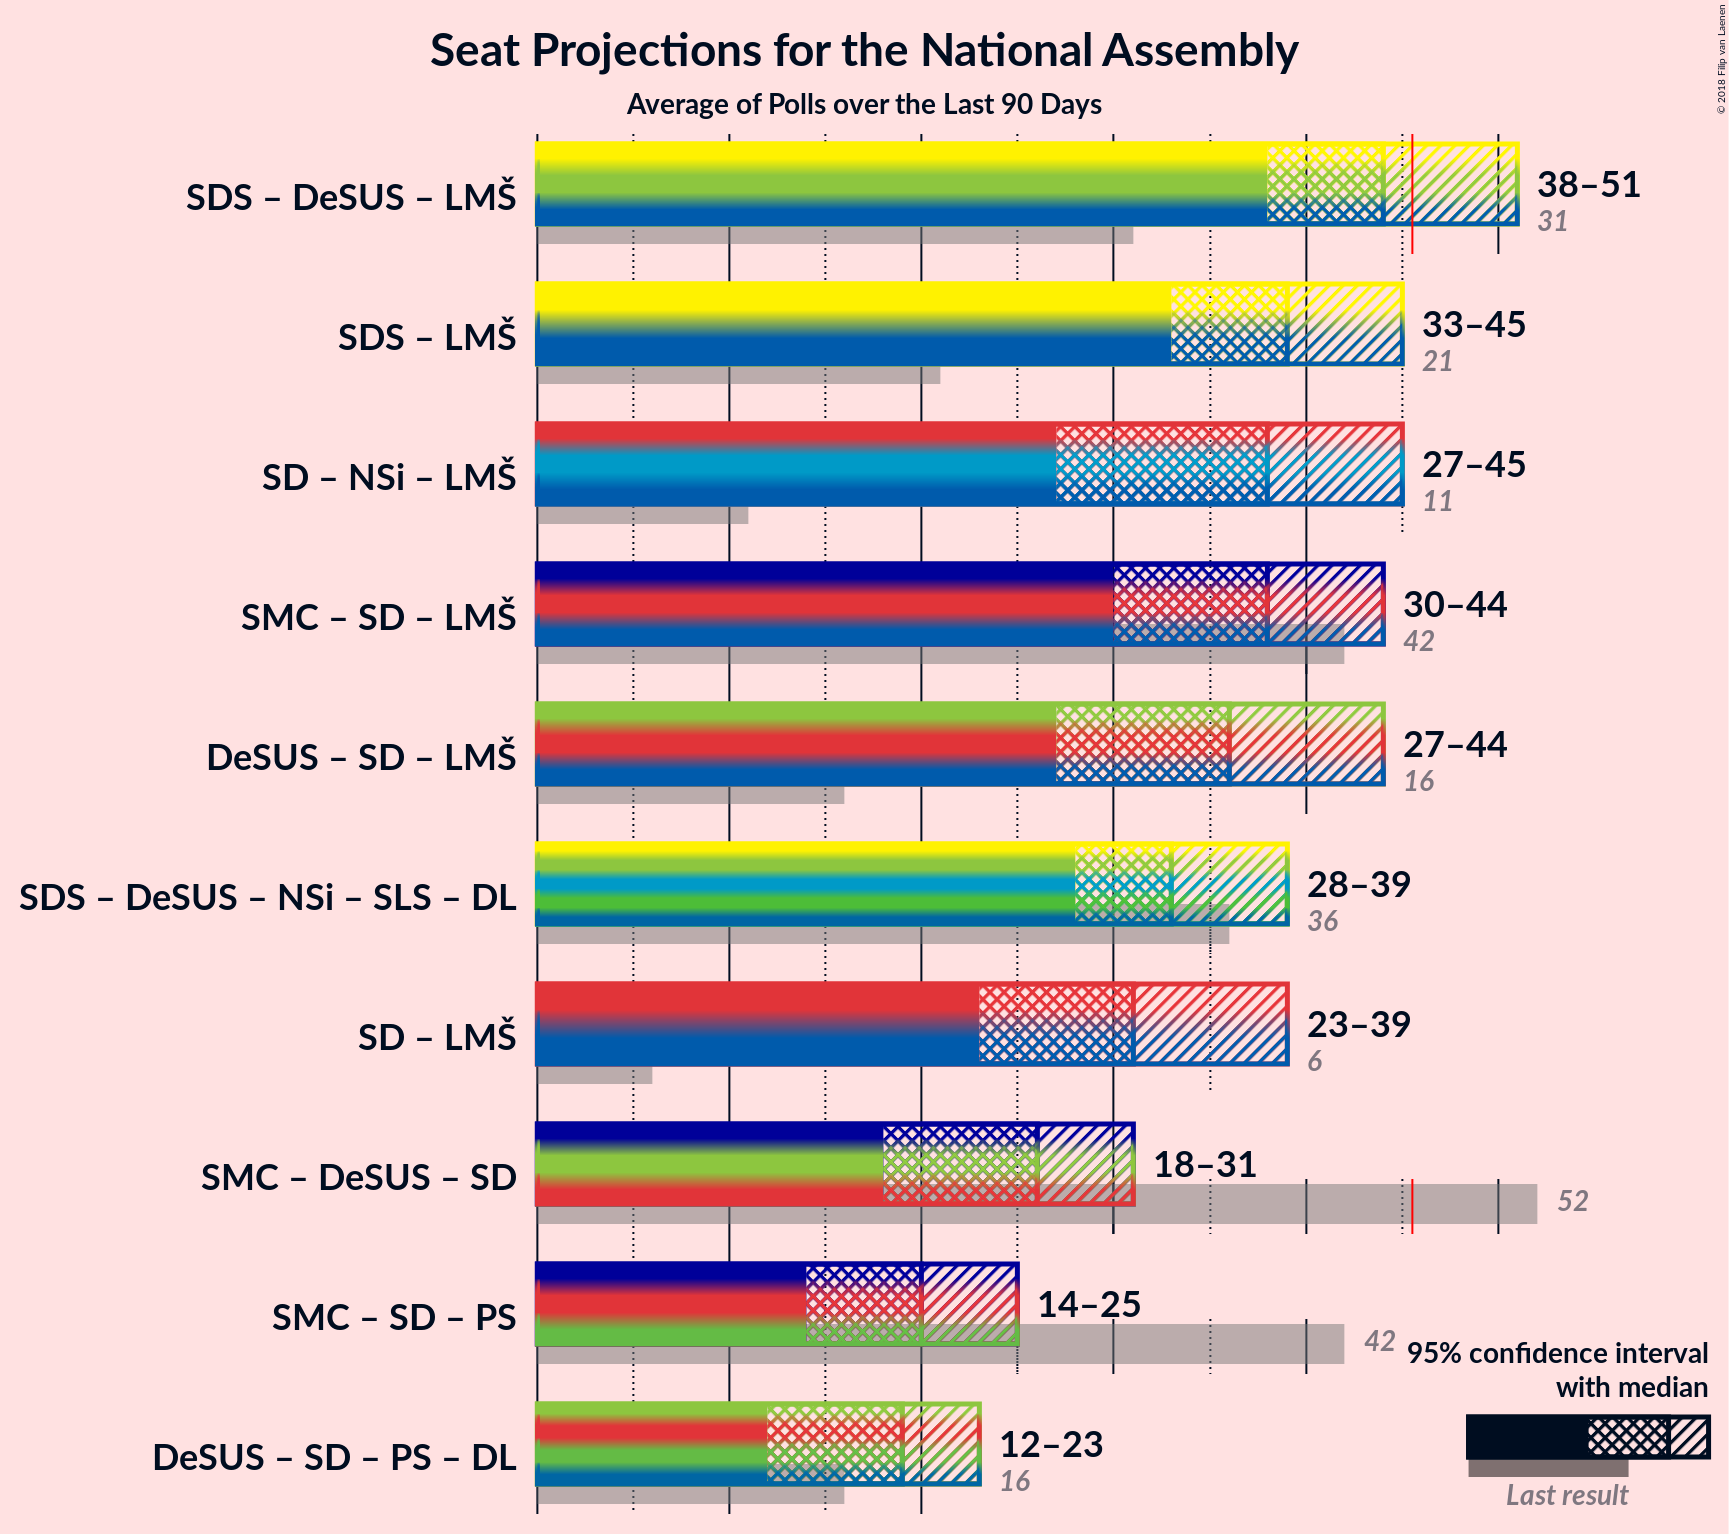 Seat Projections for the National Assembly
Average of Polls over the Last 90 Days
© 2018 Filip van Laenen
SDS – DeSUS – LMŠ
38–51
31
SDS – LMŠ
33–45
21
SD – NSi – LMŠ
27–45
11
SMC – SD – LMŠ
30–44
42
DeSUS – SD – LMŠ
27–44
16
SDS – DeSUS – NSi – SLS – DL
28–39
36
SD – LMŠ
23–39
6
SMC – DeSUS – SD
18–31
52
SMC – SD – PS
14–25
42
DeSUS – SD – PS – DL
12–23
16
95% confidence interval
with median
Last result